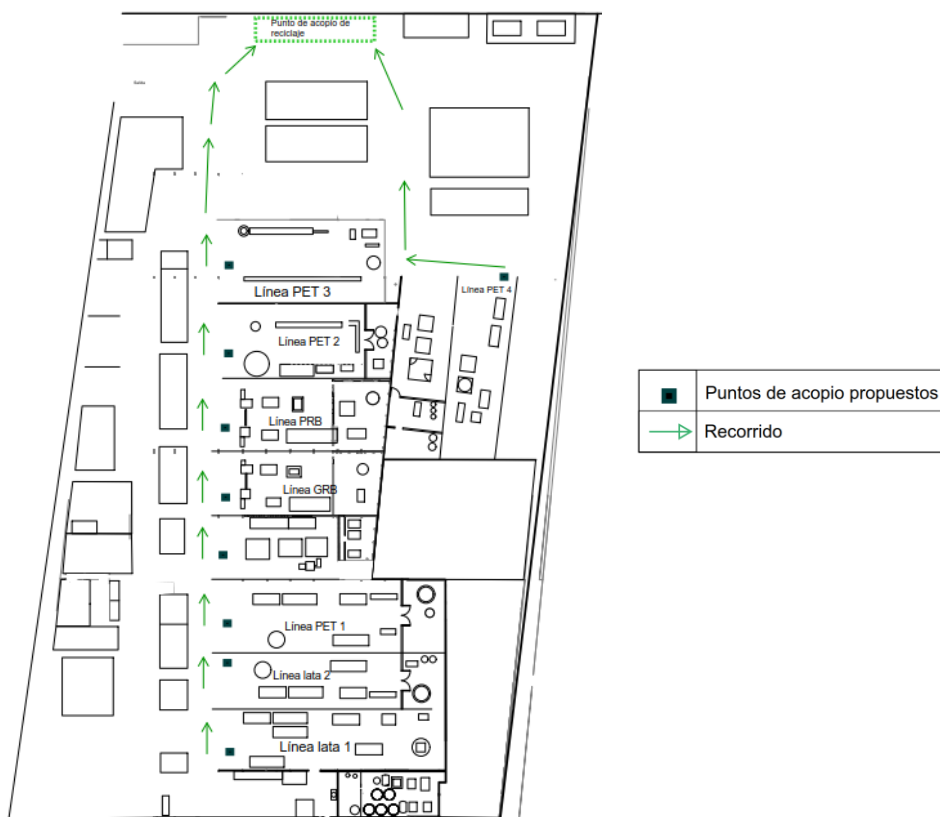 Punto de acopio de
reciclaje
Salida
Línea PET 3
Línea PET 4
Línea PET 2
Línea PRB
Línea GRB
Línea PET 1
Línea lata 2
Línea lata 1
Puntos de acopio propuestos
Recorrido